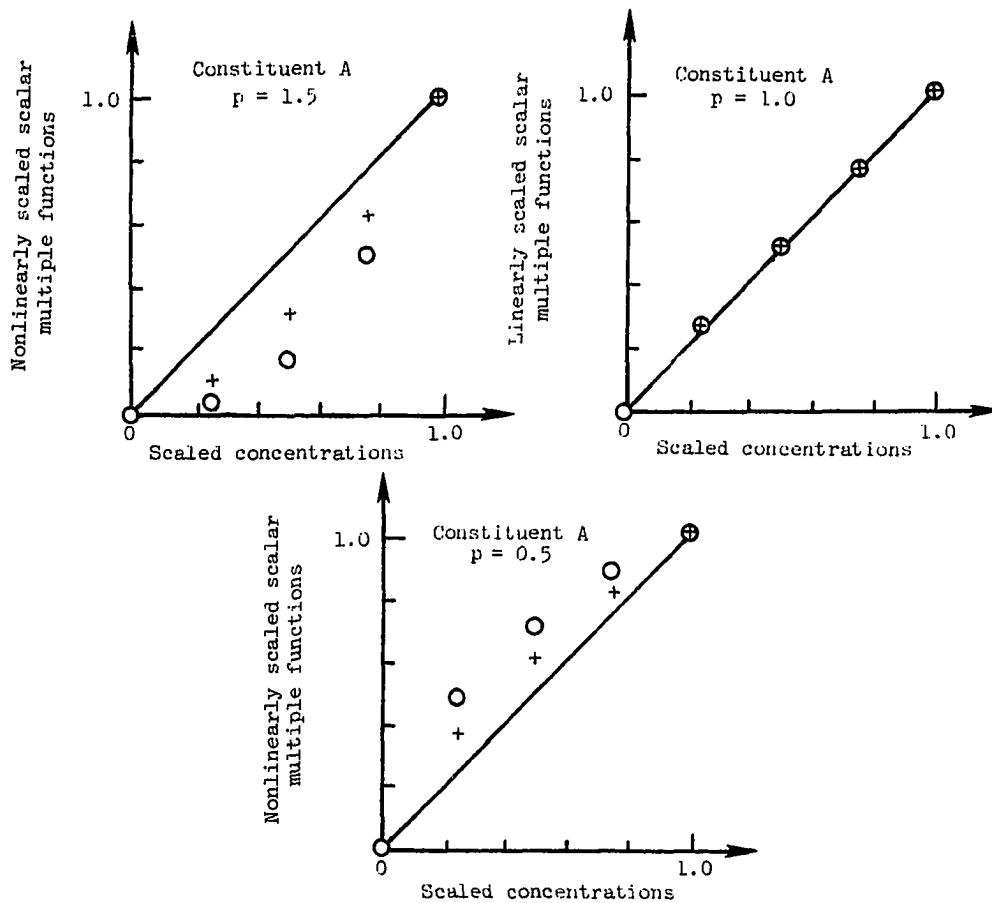 Nonlinearly scaled scalar
multiple functions
Constituent A
p = 1.5
1.0
0
1.0
Scaled concentrations
Linearly scaled scalar
multiple functions
Constituent A
p = 1.0
1.0
0
1.0
Scaled concentrations
Nonlinearly scaled scalar
multiple functions
Constituent A
p = 0.5
1.0
0
1.0
Scaled concentrations